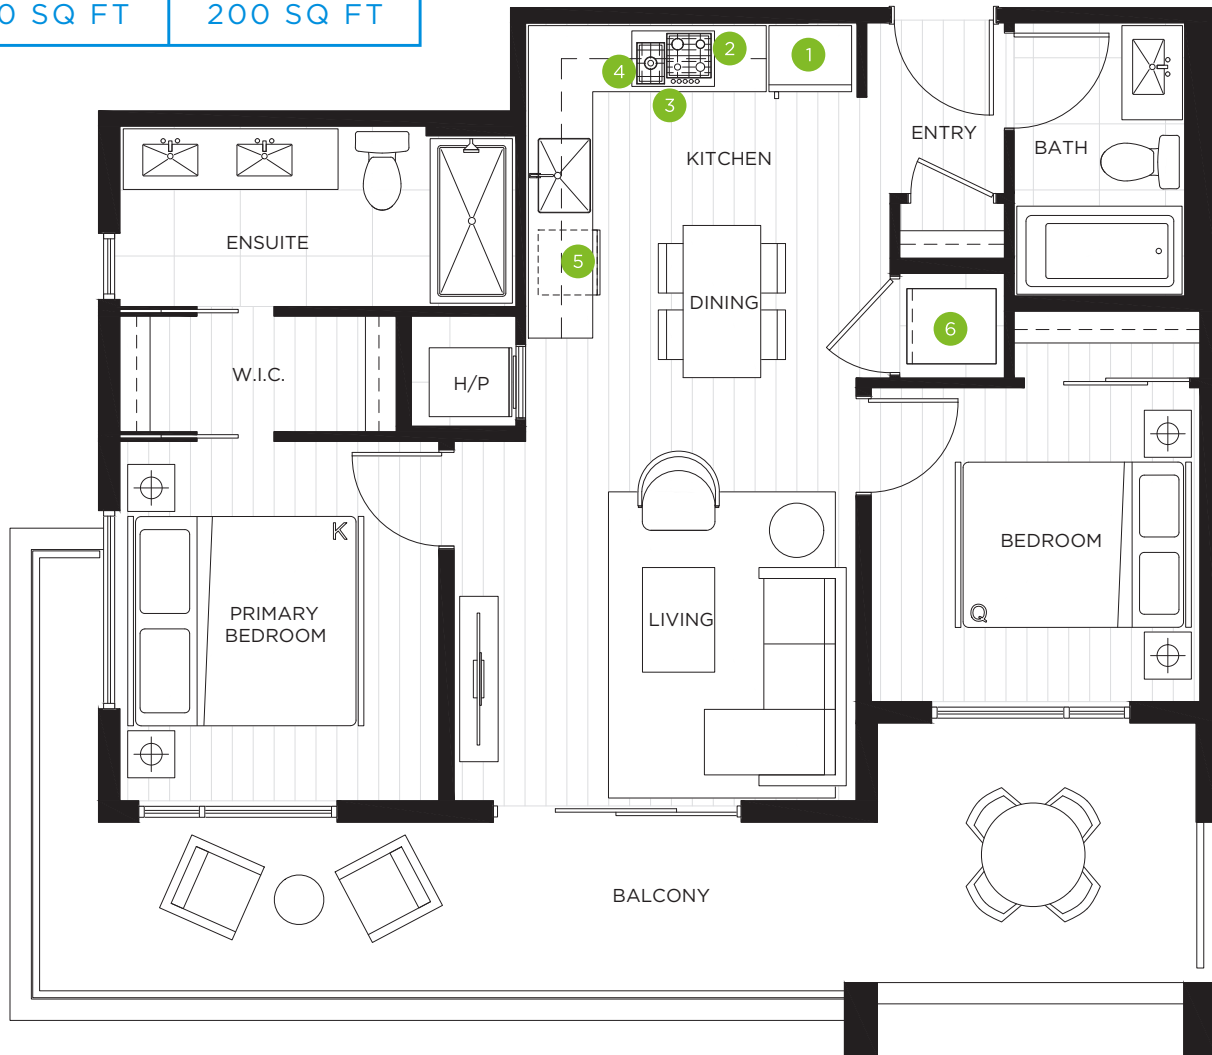 0 SQ FT
200 SQ FT
1
2
3
4
5
6
KITCHEN
ENTRY
BATH
ENSUITE
DINING
W.I.C.
H/P
K
PRIMARY
BEDROOM
LIVING
BEDROOM
Q
BALCONY